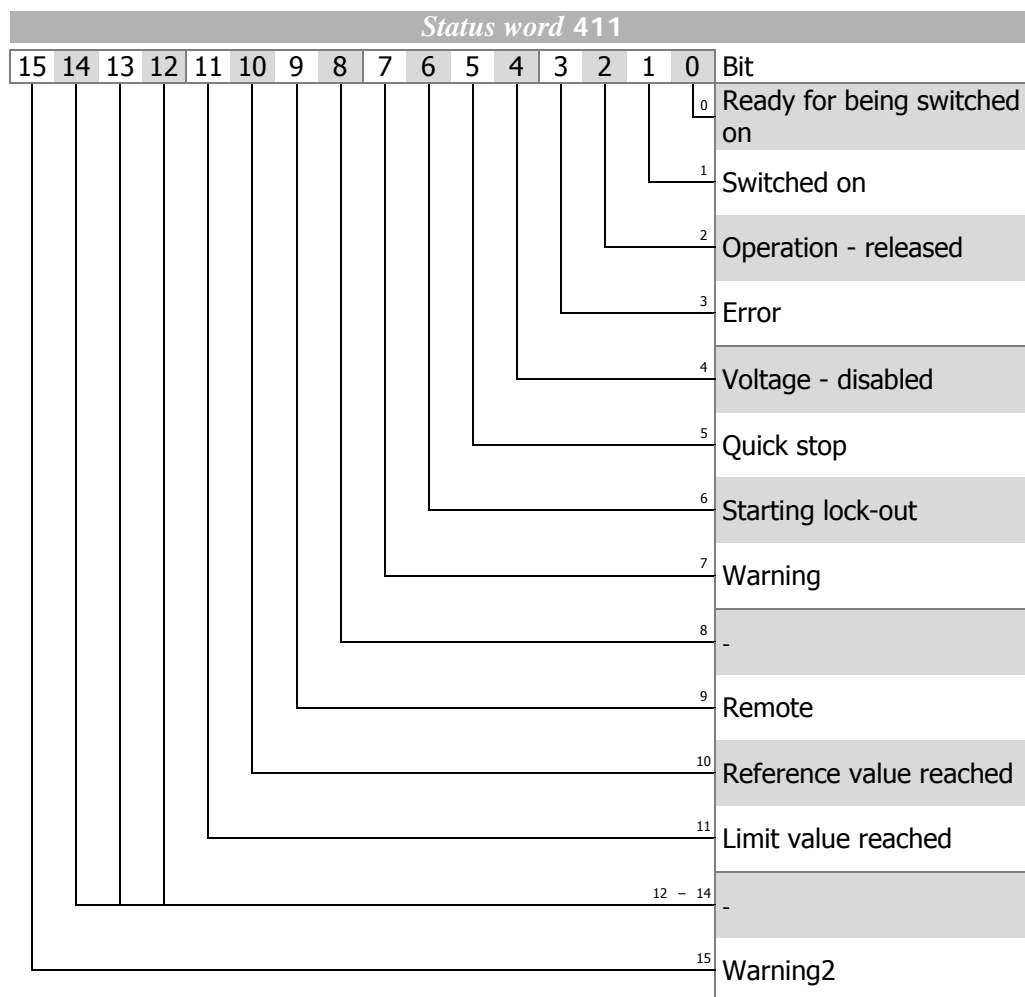 Status word 411
15 14 13 12 11 10 9 8 7 6 5 4 3 2 1 0 Bit
0 Ready for being switched
on
1 Switched on
2 Operation - released
3 Error
4 Voltage - disabled
5 Quick stop
6 Starting lock-out
7 Warning
8 -
9 Remote
10 Reference value reached
11 Limit value reached
12 – 14 -
15 Warning2